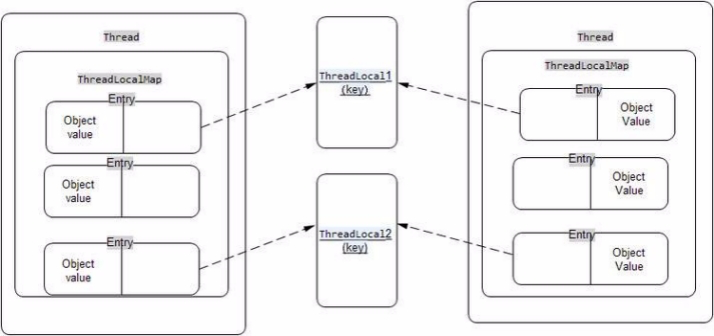 Thread
ThreadLocalMap
Entry
Object
value
Entry
Object
value
Entry
Object
value
ThreadLocal1
(key)
ThreadLocal2
(key)
Thread
ThreadLocalMap
Entry
Object
Value
Entry
Object
Value
Entry
Object
Value